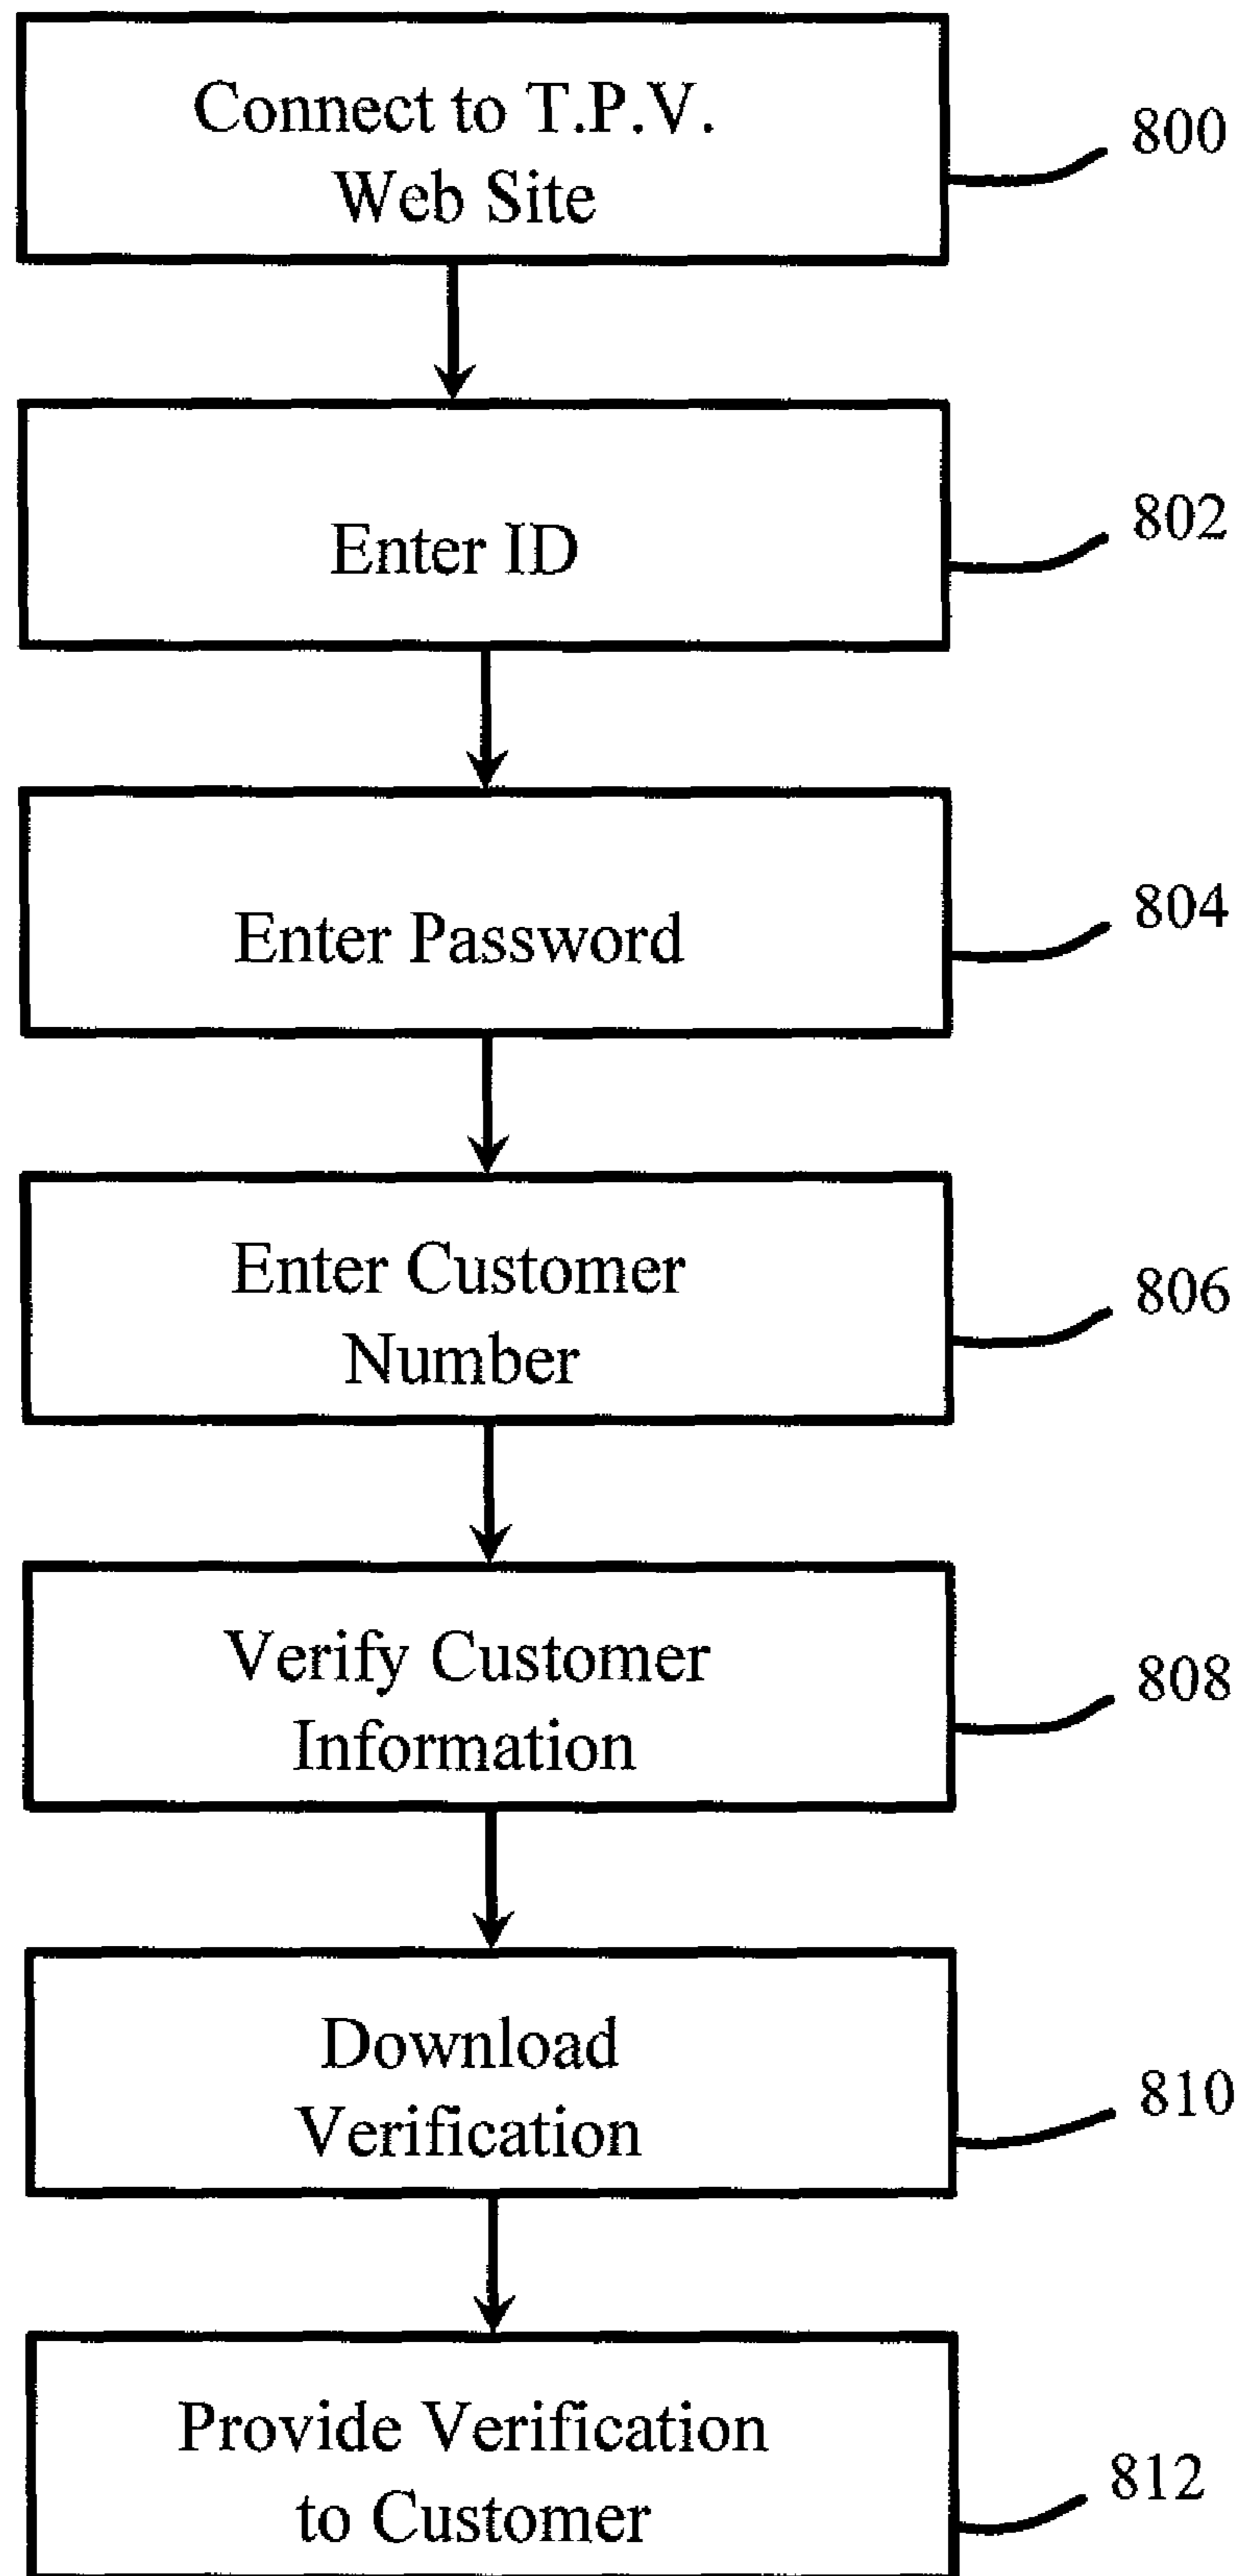 Connect to T.P.V.
Web Site
800
Enter ID
802
Enter Password
804
Enter Customer
Number
806
Verify Customer
Information
808
Download
Verification
810
Provide Verification
to Customer
812